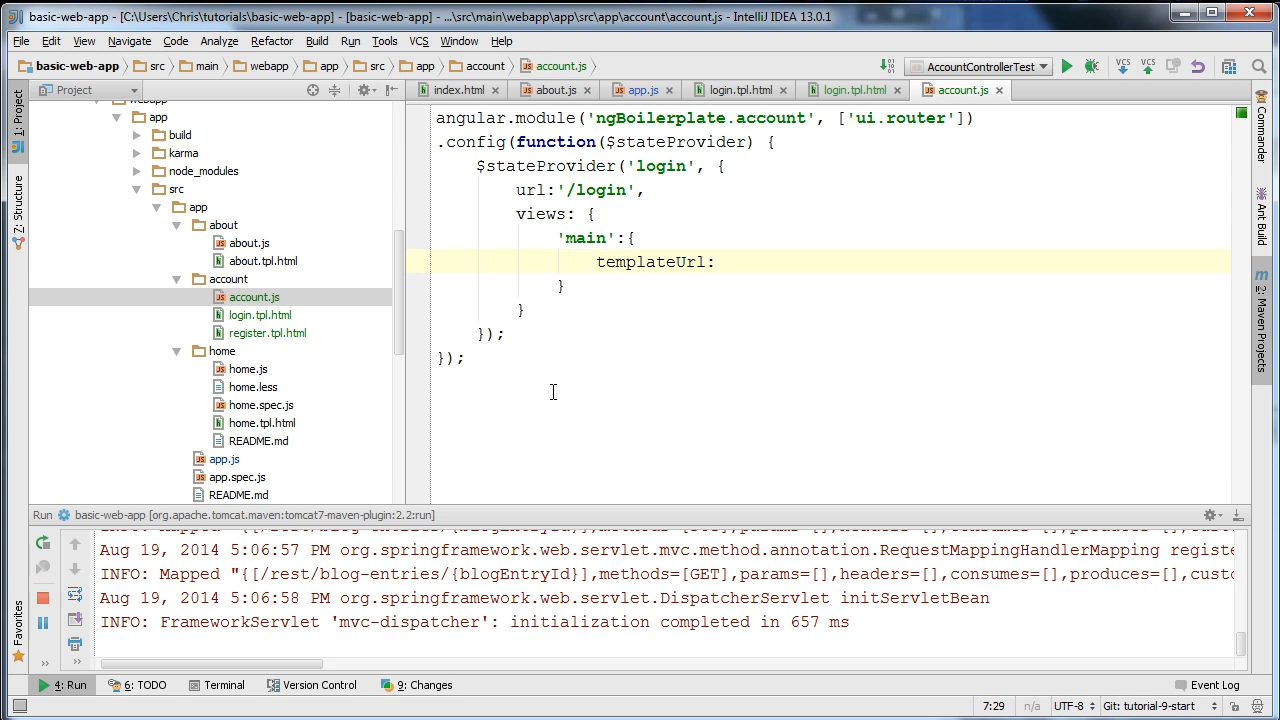 basic-web-app - [C:\Users\Chris\tutorials\basic-web-app] - [basic-web-app] - ...\src\main\webapp\app\src\app\account\account.js - IntelliJ IDEA 13.0.1
File Edit View Navigate Code Analyze Refactor Build Run Tools VCS Window Help
basic-web-app src main webapp app src app account account.js AccountControllerTest
Project
index.html about.js app.js login.tpl.html login.tpl.html account.js
1: Project
Z: Structure
Favorites
Commander
Ant Build
2: Maven Projects
app
build
karma
node_modules
src
app
about
about.js
about.tpl.html
account
account.js
login.tpl.html
register.tpl.html
home
home.js
home.less
home.spec.js
home.tpl.html
README.md
app.js
app.spec.js
README.md
angular.module('ngBoilerplate.account', ['ui.router'])
.config(function($stateProvider) {
$stateProvider('login', {
url:'/login',
views: {
'main':{
templateUrl:
}
}
});
});
Run basic-web-app [org.apache.tomcat.maven:tomcat7-maven-plugin:2.2:run]
Aug 19, 2014 5:06:57 PM org.springframework.web.servlet.mvc.method.annotation.RequestMappingHandlerMapping registe
INFO: Mapped "{[/rest/blog-entries/{blogEntryId}],methods=[GET],params=[],headers=[],consumes=[],produces=[],custo
Aug 19, 2014 5:06:58 PM org.springframework.web.servlet.DispatcherServlet initServletBean
INFO: FrameworkServlet 'mvc-dispatcher': initialization completed in 657 ms
4: Run 6: TODO Terminal Version Control 9: Changes Event Log
7:29 n/a UTF-8 Git: tutorial-9-start